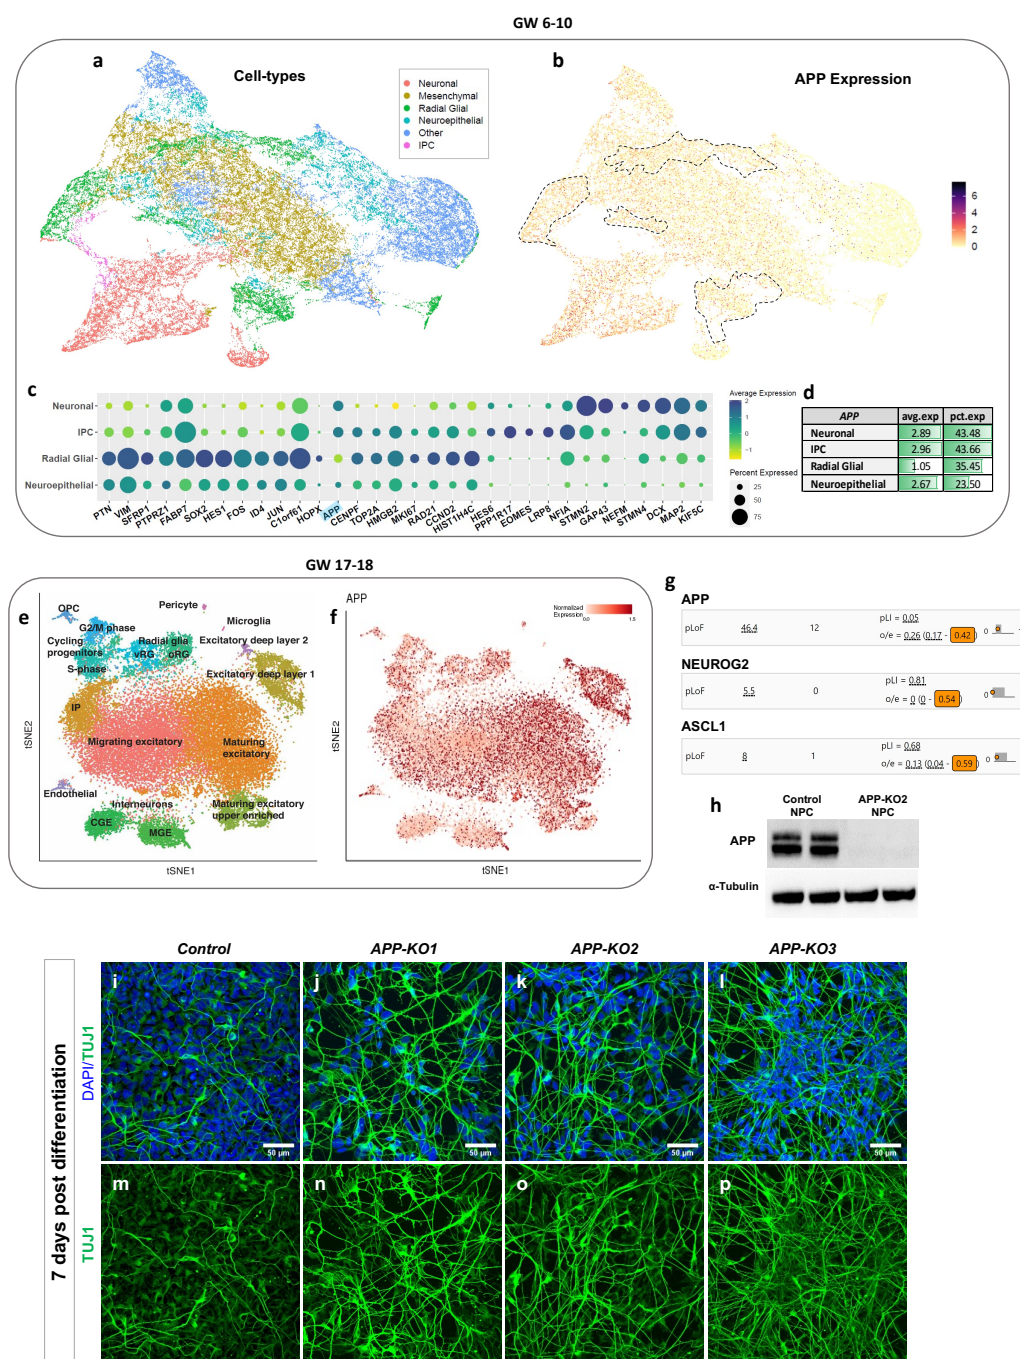 GW 6-10
a
Cell-types
Neuronal
Mesenchymal
Radial Glial
Neuroepithelial
Other
IPC
b
APP Expression
6
4
2
0
c
Neuronal
IPC
Radial Glial
Neuroepithelial
PTN VIM SFRP1 PTPRZ1 FABP7 SOX2 HES1 FOS ID4 JUN C1orf61 HOPX APP CENPF TOP2A HMGB2 MKI67 RAD21 CCND2 HIST1H4C HES6 PPP1R17 EOMES LRP8 NFIA STMN2 GAP43 NEFM STMN4 DCX MAP2 KIF5C
Average Expression
2
1
0
-1
Percent Expressed
25
50
75
d
APP avg.exp pct.exp
Neuronal 2.89 43.48
IPC 2.96 43.66
Radial Glial 1.05 35.45
Neuroepithelial 2.67 23.50
GW 17-18
e
OPC
Pericyte
G2/M phase
Microglia
Cycling progenitors
Radial glia
vRG
oRG
Excitatory deep layer 2
S-phase
Excitatory deep layer 1
IP
Migrating excitatory
Maturing excitatory
Endothelial
Interneurons
Maturing excitatory upper enriched
CGE
MGE
tSNE2
tSNE1
f
APP
Normalized Expression
0.0
1.5
tSNE2
tSNE1
g
APP
pLoF 46.4 12 pLI = 0.05
o/e = 0.26 (0.17 - 0.42) 0
NEUROG2
pLoF 5.5 0 pLI = 0.81
o/e = 0 (0 - 0.54) 0
ASCL1
pLoF 8 1 pLI = 0.68
o/e = 0.13 (0.04 - 0.59) 0
h
Control NPC
APP-KO2 NPC
APP
α-Tubulin
Control
APP-KO1
APP-KO2
APP-KO3
7 days post differentiation
DAPI/TUJ1
i
50 µm
j
50 µm
k
50 µm
l
50 µm
TUJ1
m
n
o
p